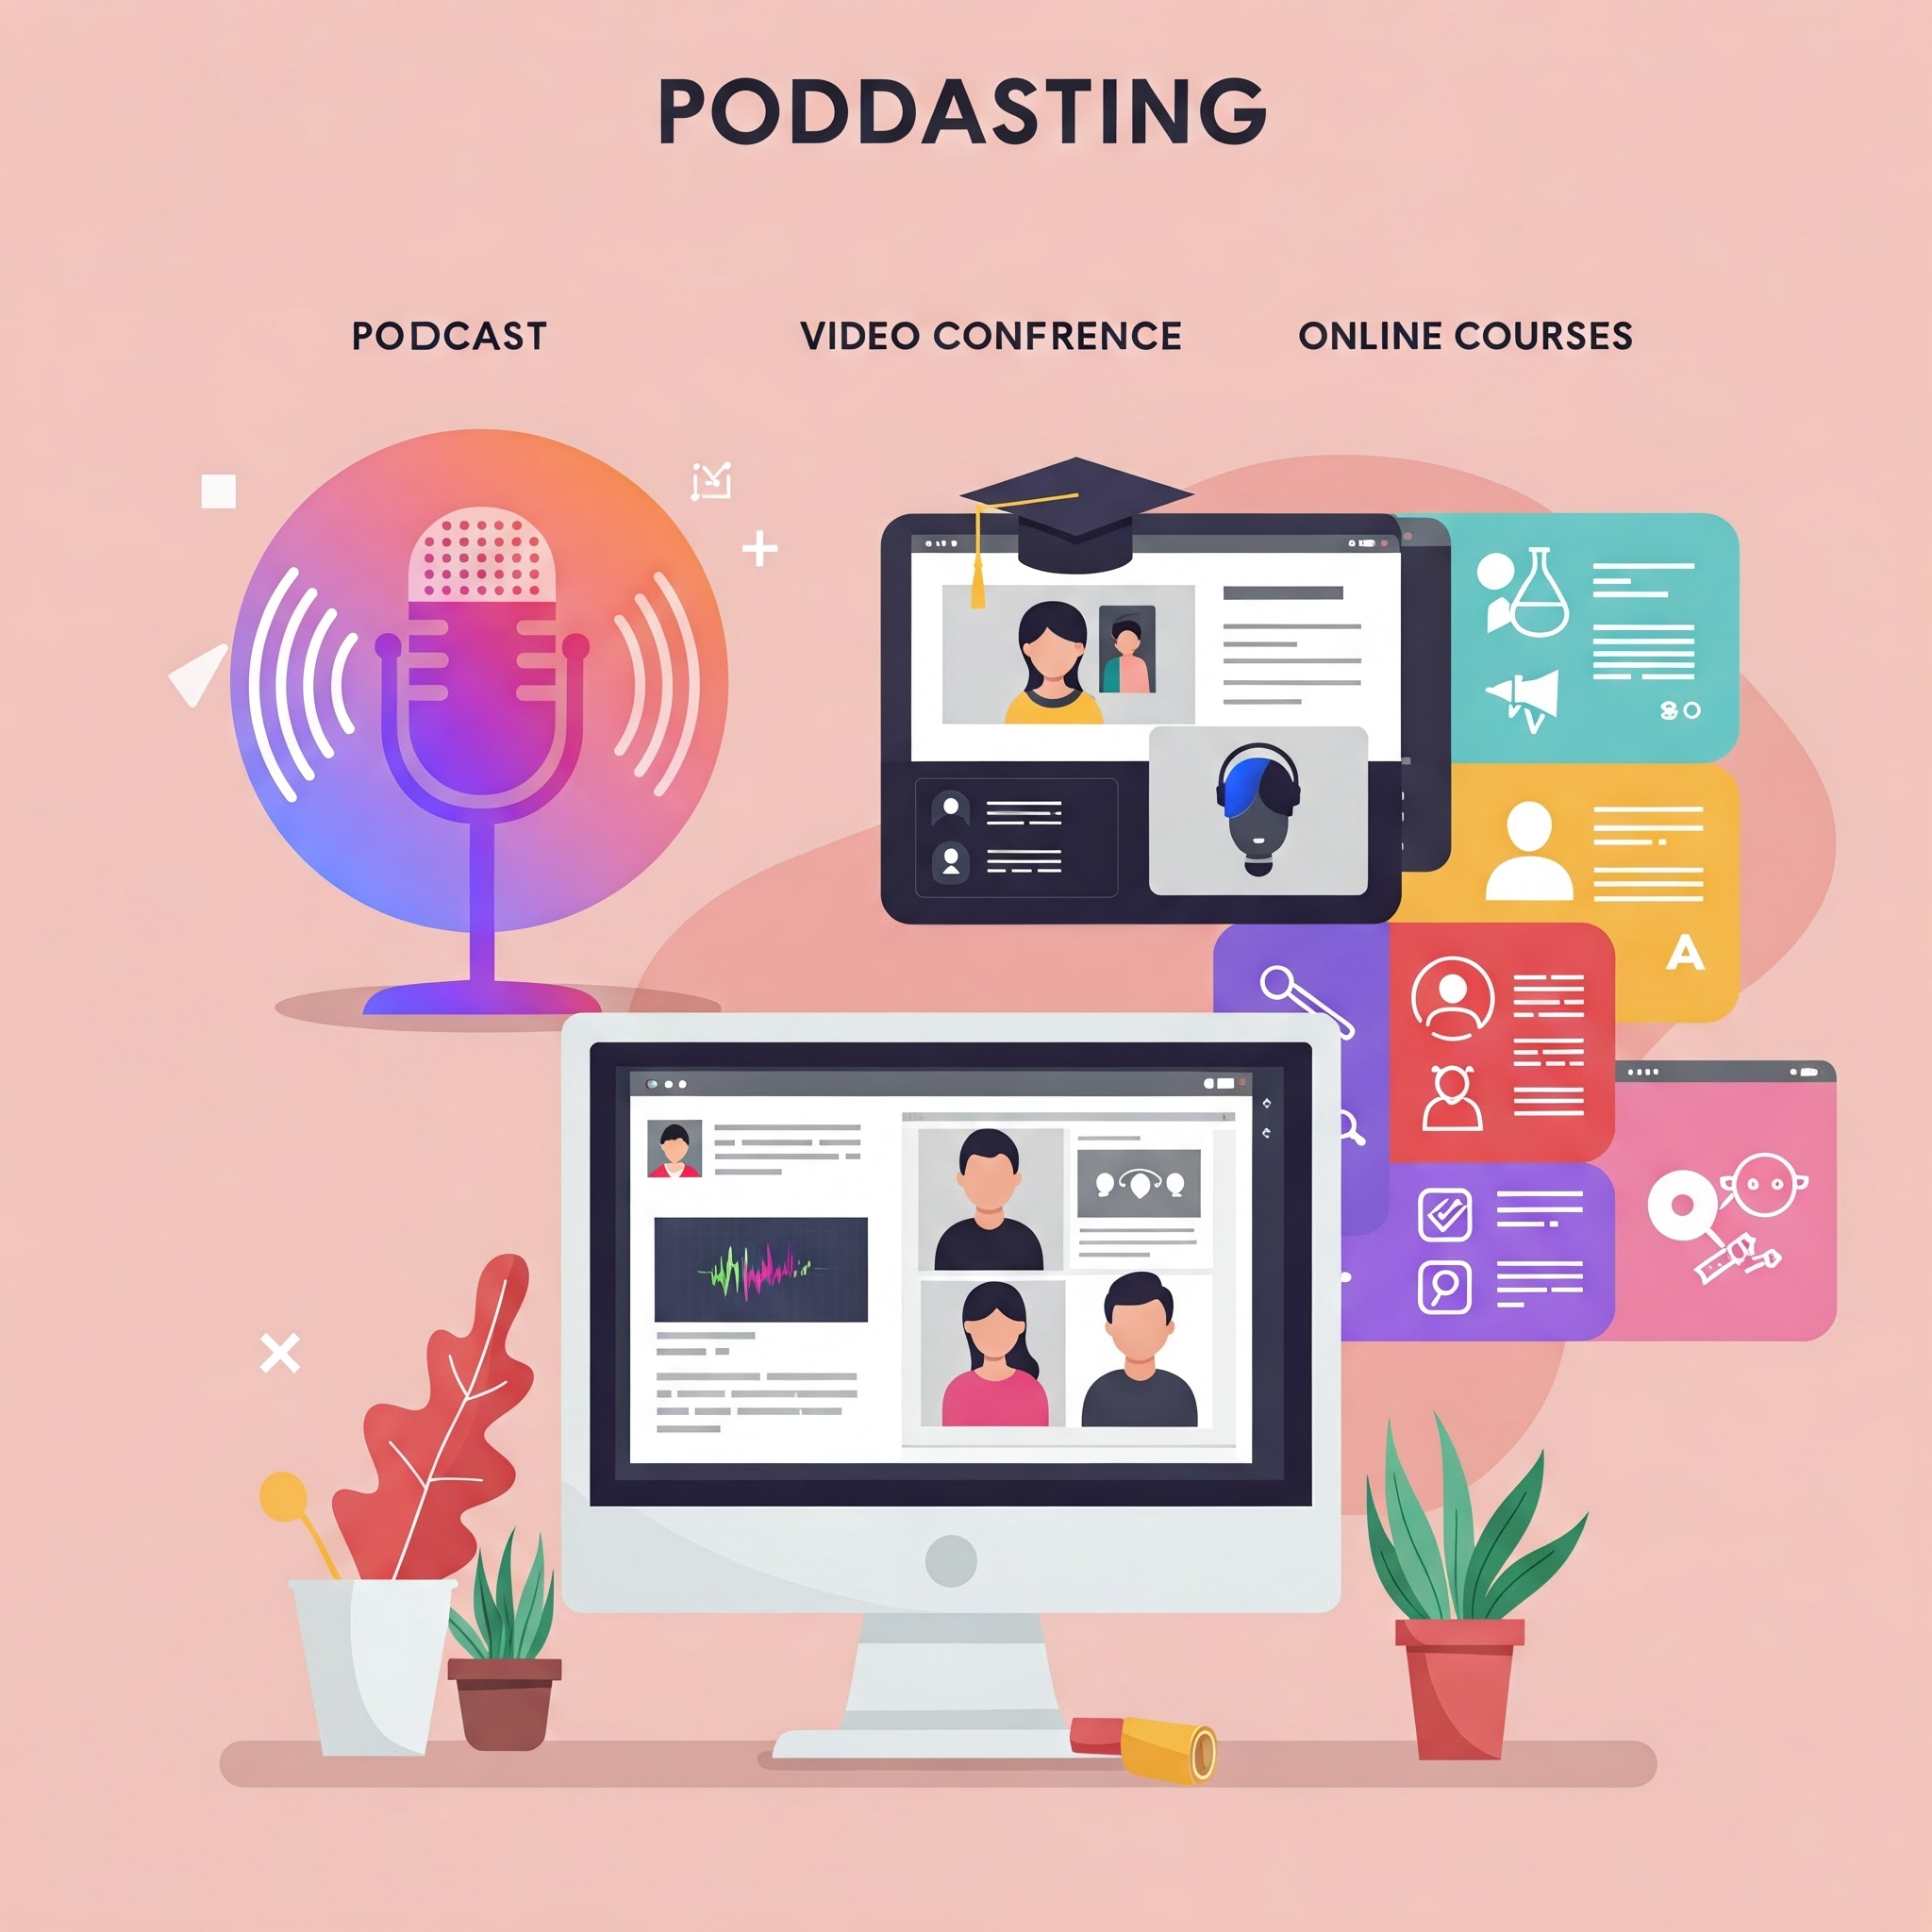 PODDASTING
PODCAST
VIDEO CONFRENCE
ONLINE COURSES
A